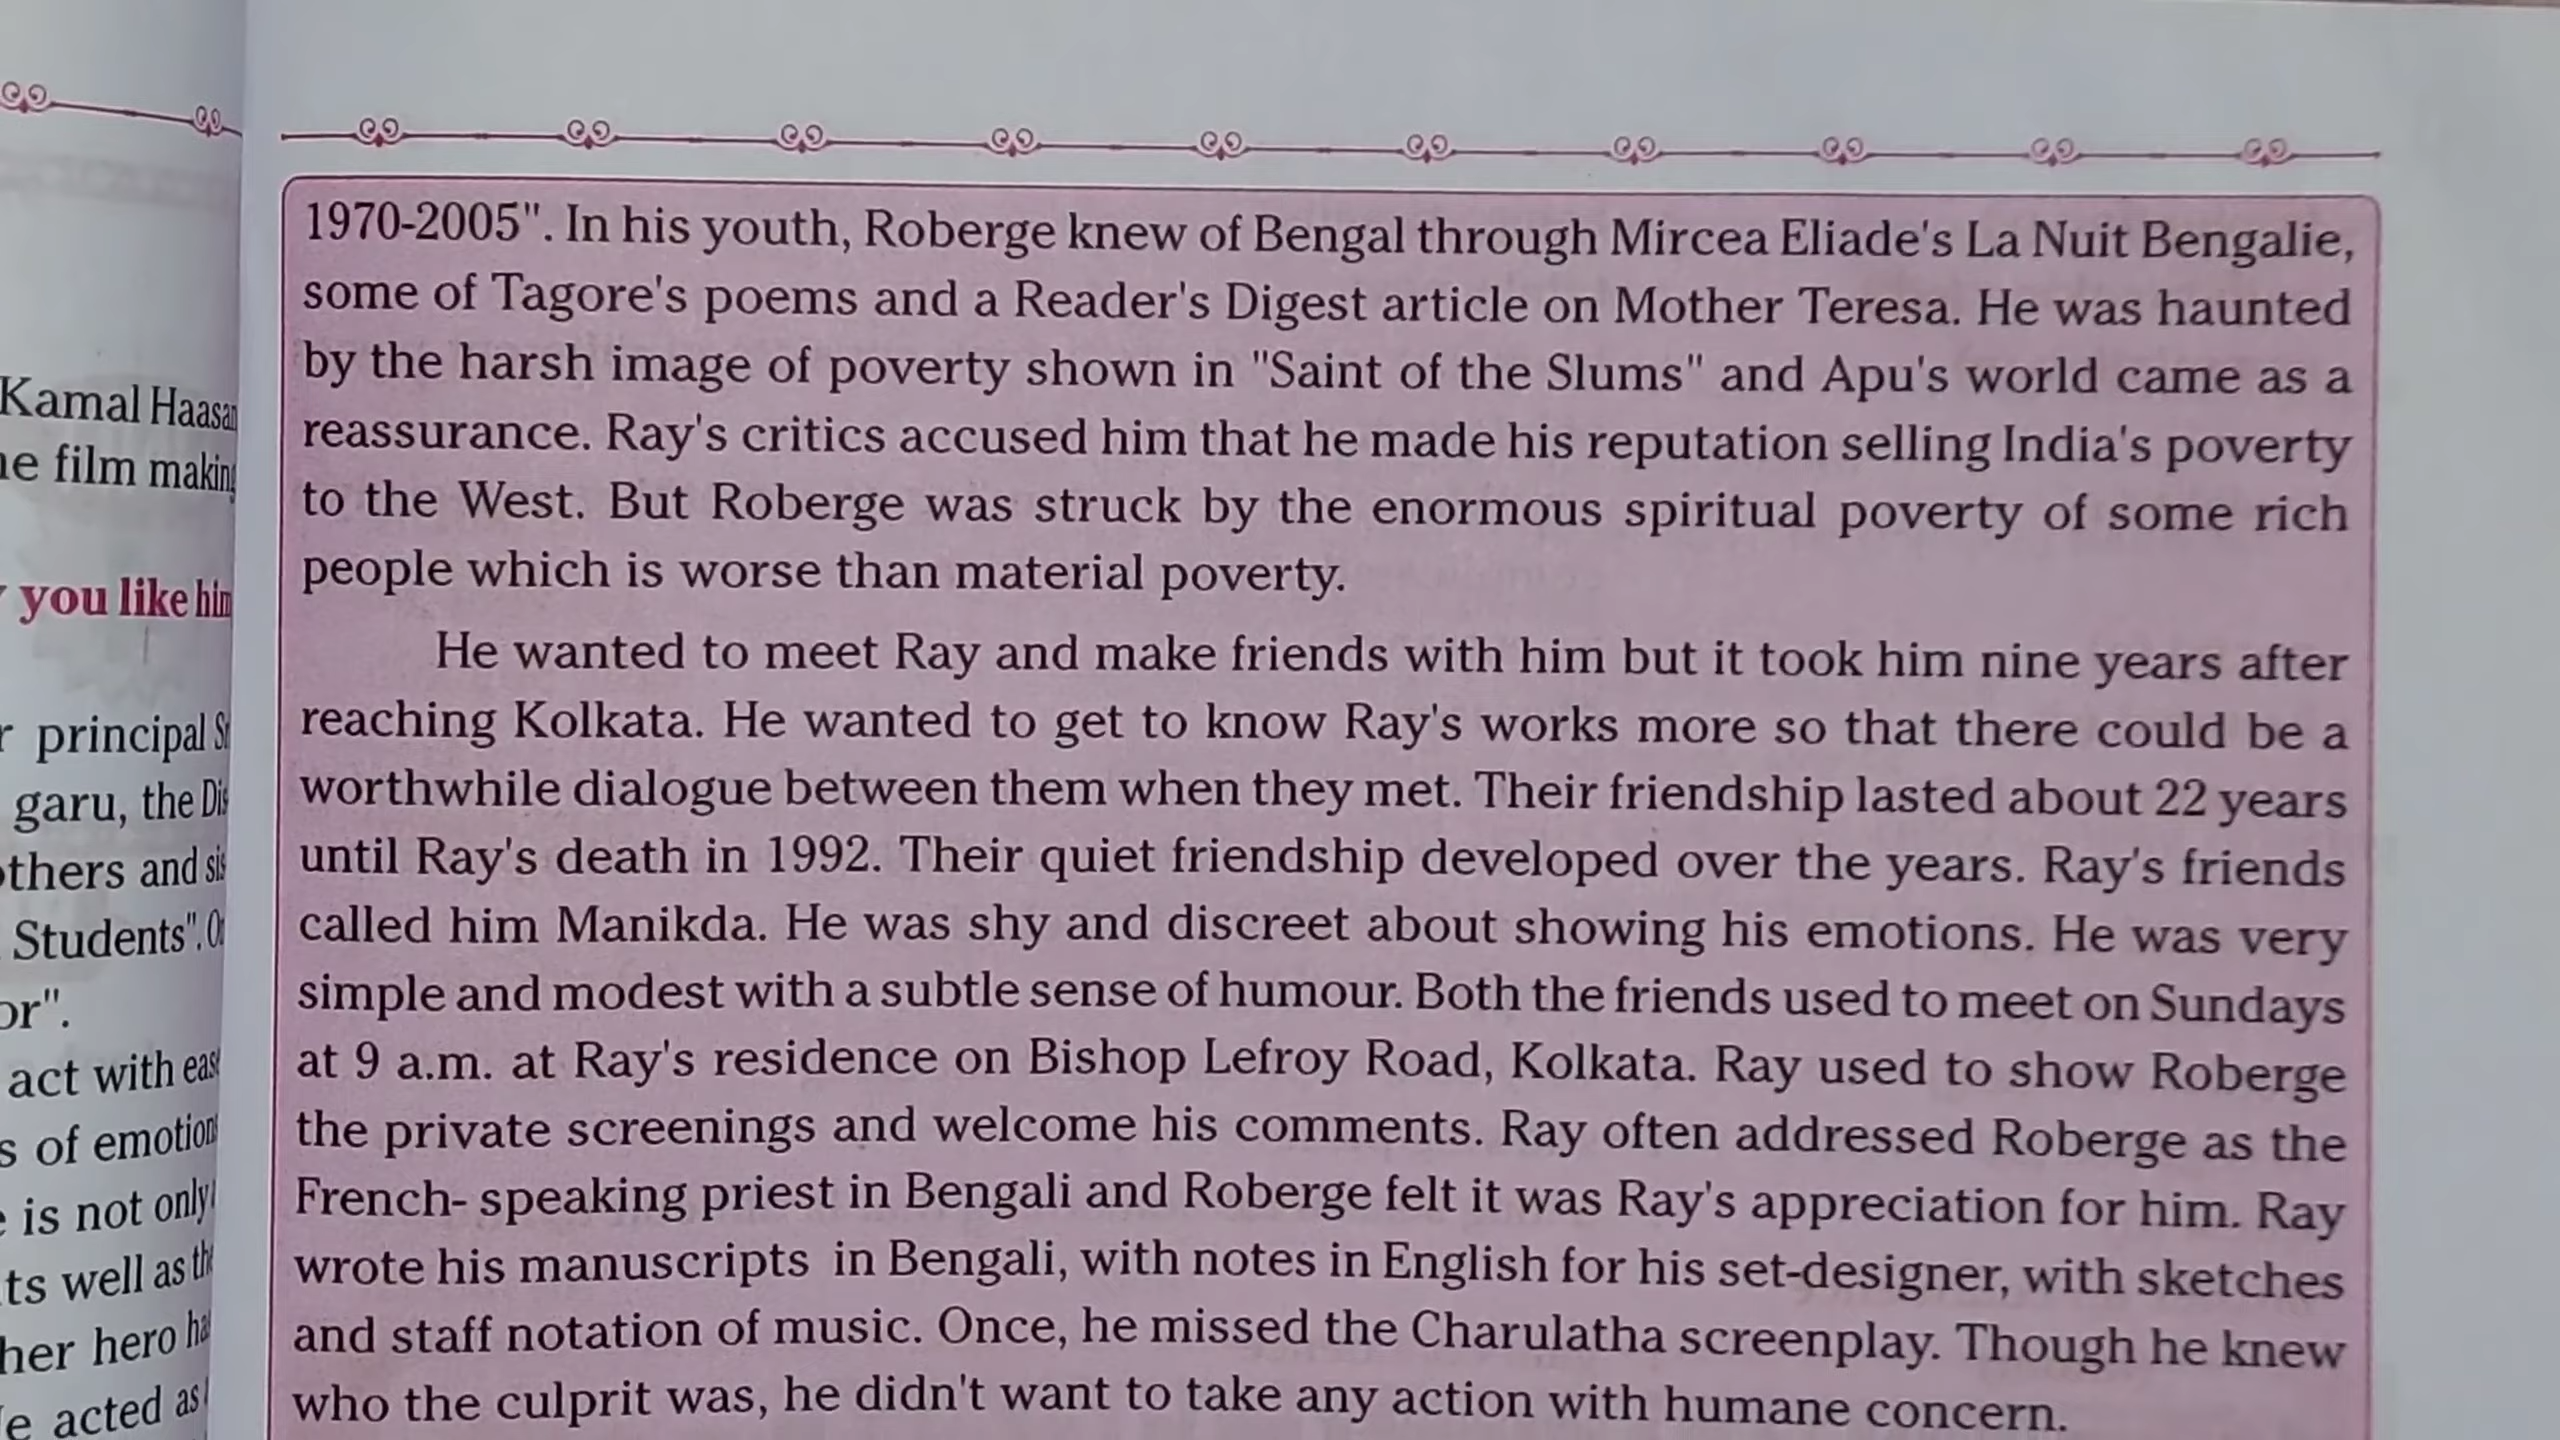 Kamal Haasan
film making
you like him
principal
garu, the
and
Students".
or".
act with ease
s of emotion
is not only
ts well as
her hero
acted as
1970-2005". In his youth, Roberge knew of Bengal through Mircea Eliade's La Nuit Bengalie,
some of Tagore's poems and a Reader's Digest article on Mother Teresa. He was haunted
by the harsh image of poverty shown in "Saint of the Slums" and Apu's world came as a
reassurance. Ray's critics accused him that he made his reputation selling India's poverty
to the West. But Roberge was struck by the enormous spiritual poverty of some rich
people which is worse than material poverty.
He wanted to meet Ray and make friends with him but it took him nine years after
reaching Kolkata. He wanted to get to know Ray's works more so that there could be a
worthwhile dialogue between them when they met. Their friendship lasted about 22 years
until Ray's death in 1992. Their quiet friendship developed over the years. Ray's friends
called him Manikda. He was shy and discreet about showing his emotions. He was very
simple and modest with a subtle sense of humour. Both the friends used to meet on Sundays
at 9 a.m. at Ray's residence on Bishop Lefroy Road, Kolkata. Ray used to show Roberge
the private screenings and welcome his comments. Ray often addressed Roberge as the
French- speaking priest in Bengali and Roberge felt it was Ray's appreciation for him. Ray
wrote his manuscripts in Bengali, with notes in English for his set-designer, with sketches
and staff notation of music. Once, he missed the Charulatha screenplay. Though he knew
who the culprit was, he didn't want to take any action with humane concern.